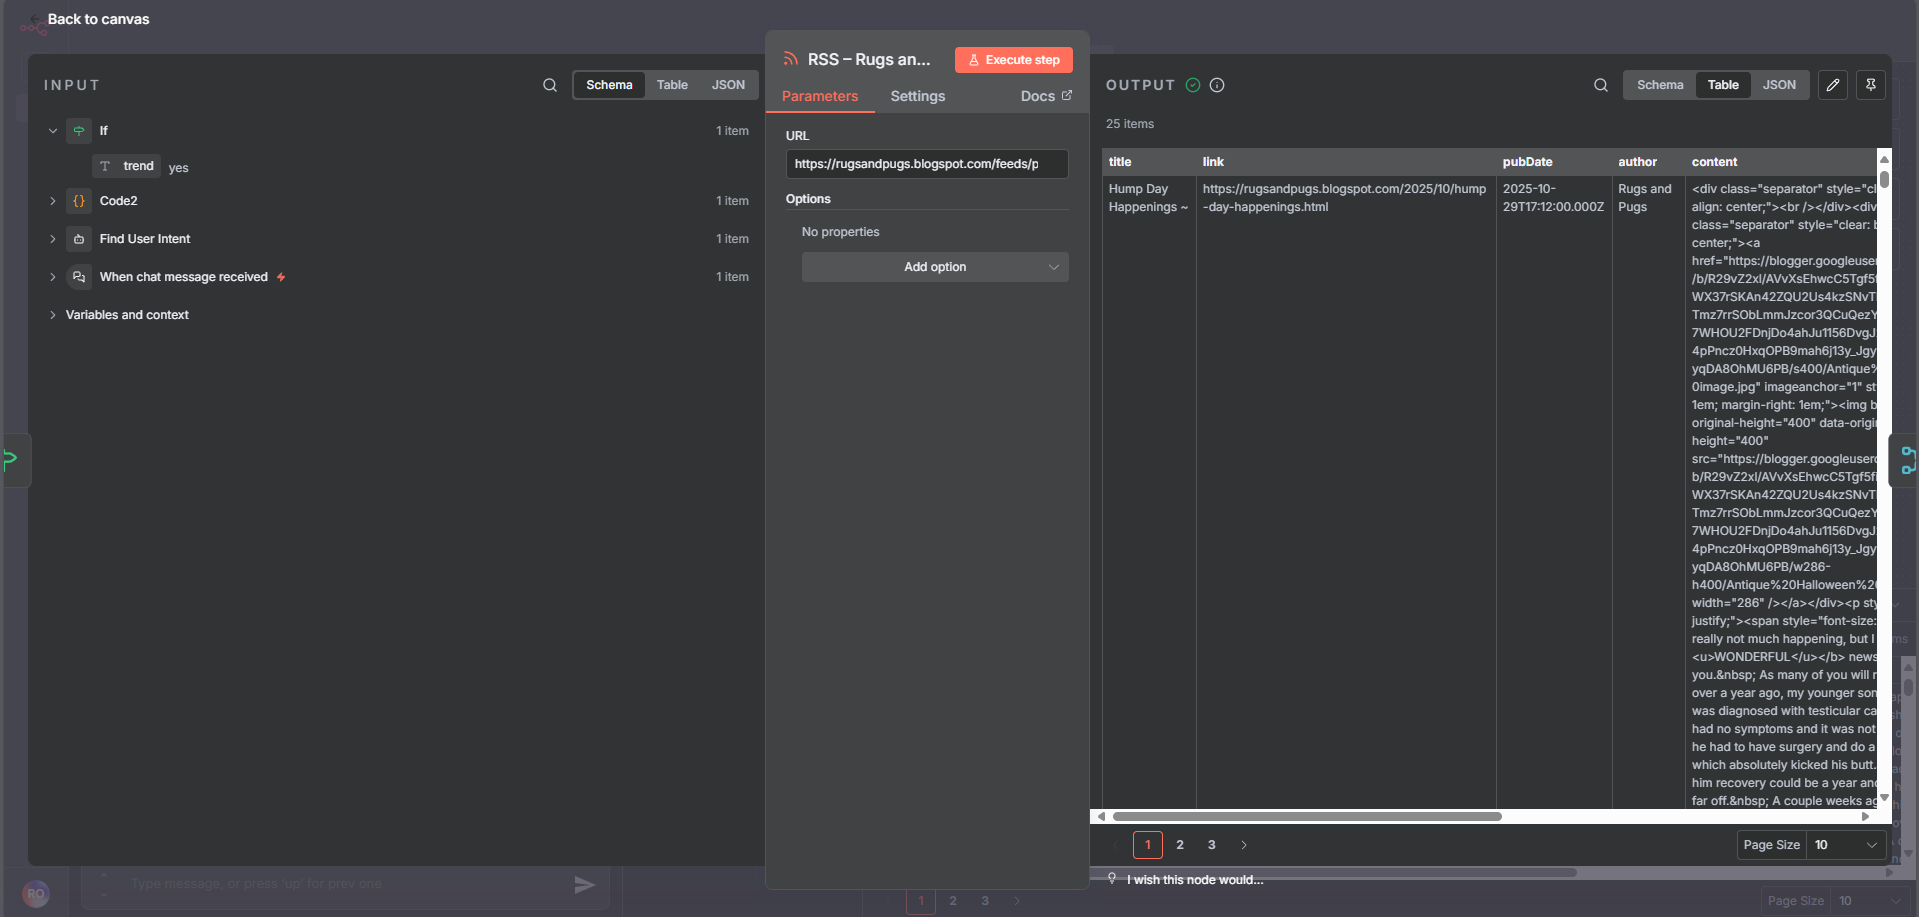 Back to canvas
INPUT
Schema
Table
JSON
If
1 item
trend
yes
Code2
1 item
Find User Intent
1 item
When chat message received
1 item
Variables and context
RSS – Rugs an...
Execute step
Parameters
Settings
Docs
URL
https://rugsandpugs.blogspot.com/feeds/p
Options
No properties
Add option
OUTPUT
Schema
Table
JSON
25 items
title
link
pubDate
author
content
Hump Day
Happenings ~
https://rugsandpugs.blogspot.com/2025/10/hump
-day-happenings.html
2025-10-
29T17:12:00.000Z
Rugs and
Pugs
<div class="separator" style="cl
align: center;"><br /></div><div
class="separator" style="clear: b
center;"><a
href="https://blogger.googleuser
/b/R29vZ2xl/AVvXsEhwcC5Tgf5f
WX37rSKAn42ZQU2Us4kzSNvT
Tmz7rrSObLmmJzcor3QCuQezY
7WHOU2FDnjDo4ahJu1156DvgJ
4pPncz0HxqOPB9mah6j13y_Jgy
yqDA8OhMU6PB/s400/Antique%
0image.jpg" imageanchor="1" st
1em; margin-right: 1em;"><img b
original-height="400" data-origi
height="400"
src="https://blogger.googleuserc
b/R29vZ2xl/AVvXsEhwcC5Tgf5fl
WX37rSKAn42ZQU2Us4kzSNvT
Tmz7rrSObLmmJzcor3QCuQezY
7WHOU2FDnjDo4ahJu1156DvgJ
4pPncz0HxqOPB9mah6j13y_Jgy
yqDA8OhMU6PB/w286-
h400/Antique%20Halloween%2
width="286" /></a></div><p sty
justify;"><span style="font-size:
really not much happening, but I
<u>WONDERFUL</u></b> news
you.&nbsp; As many of you will r
over a year ago, my younger son
was diagnosed with testicular ca
had no symptoms and it was not
he had to have surgery and do a
which absolutely kicked his butt.
him recovery could be a year and
far off.&nbsp; A couple weeks ag
1
2
3
Page Size
10
I wish this node would...
RO
Type message, or press 'up' for prev one
1
2
3
Page Size
10